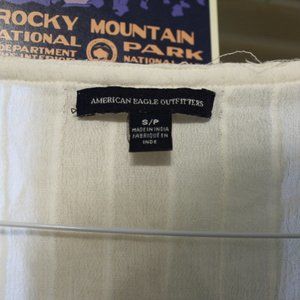 ROCKY MOUNTAIN
NATIONAL PARK
DEPARTMENT
NATIONAL
AMERICAN EAGLE OUTFITTERS
S/P
MADE IN INDIA
FABRIQUÉ EN
INDE